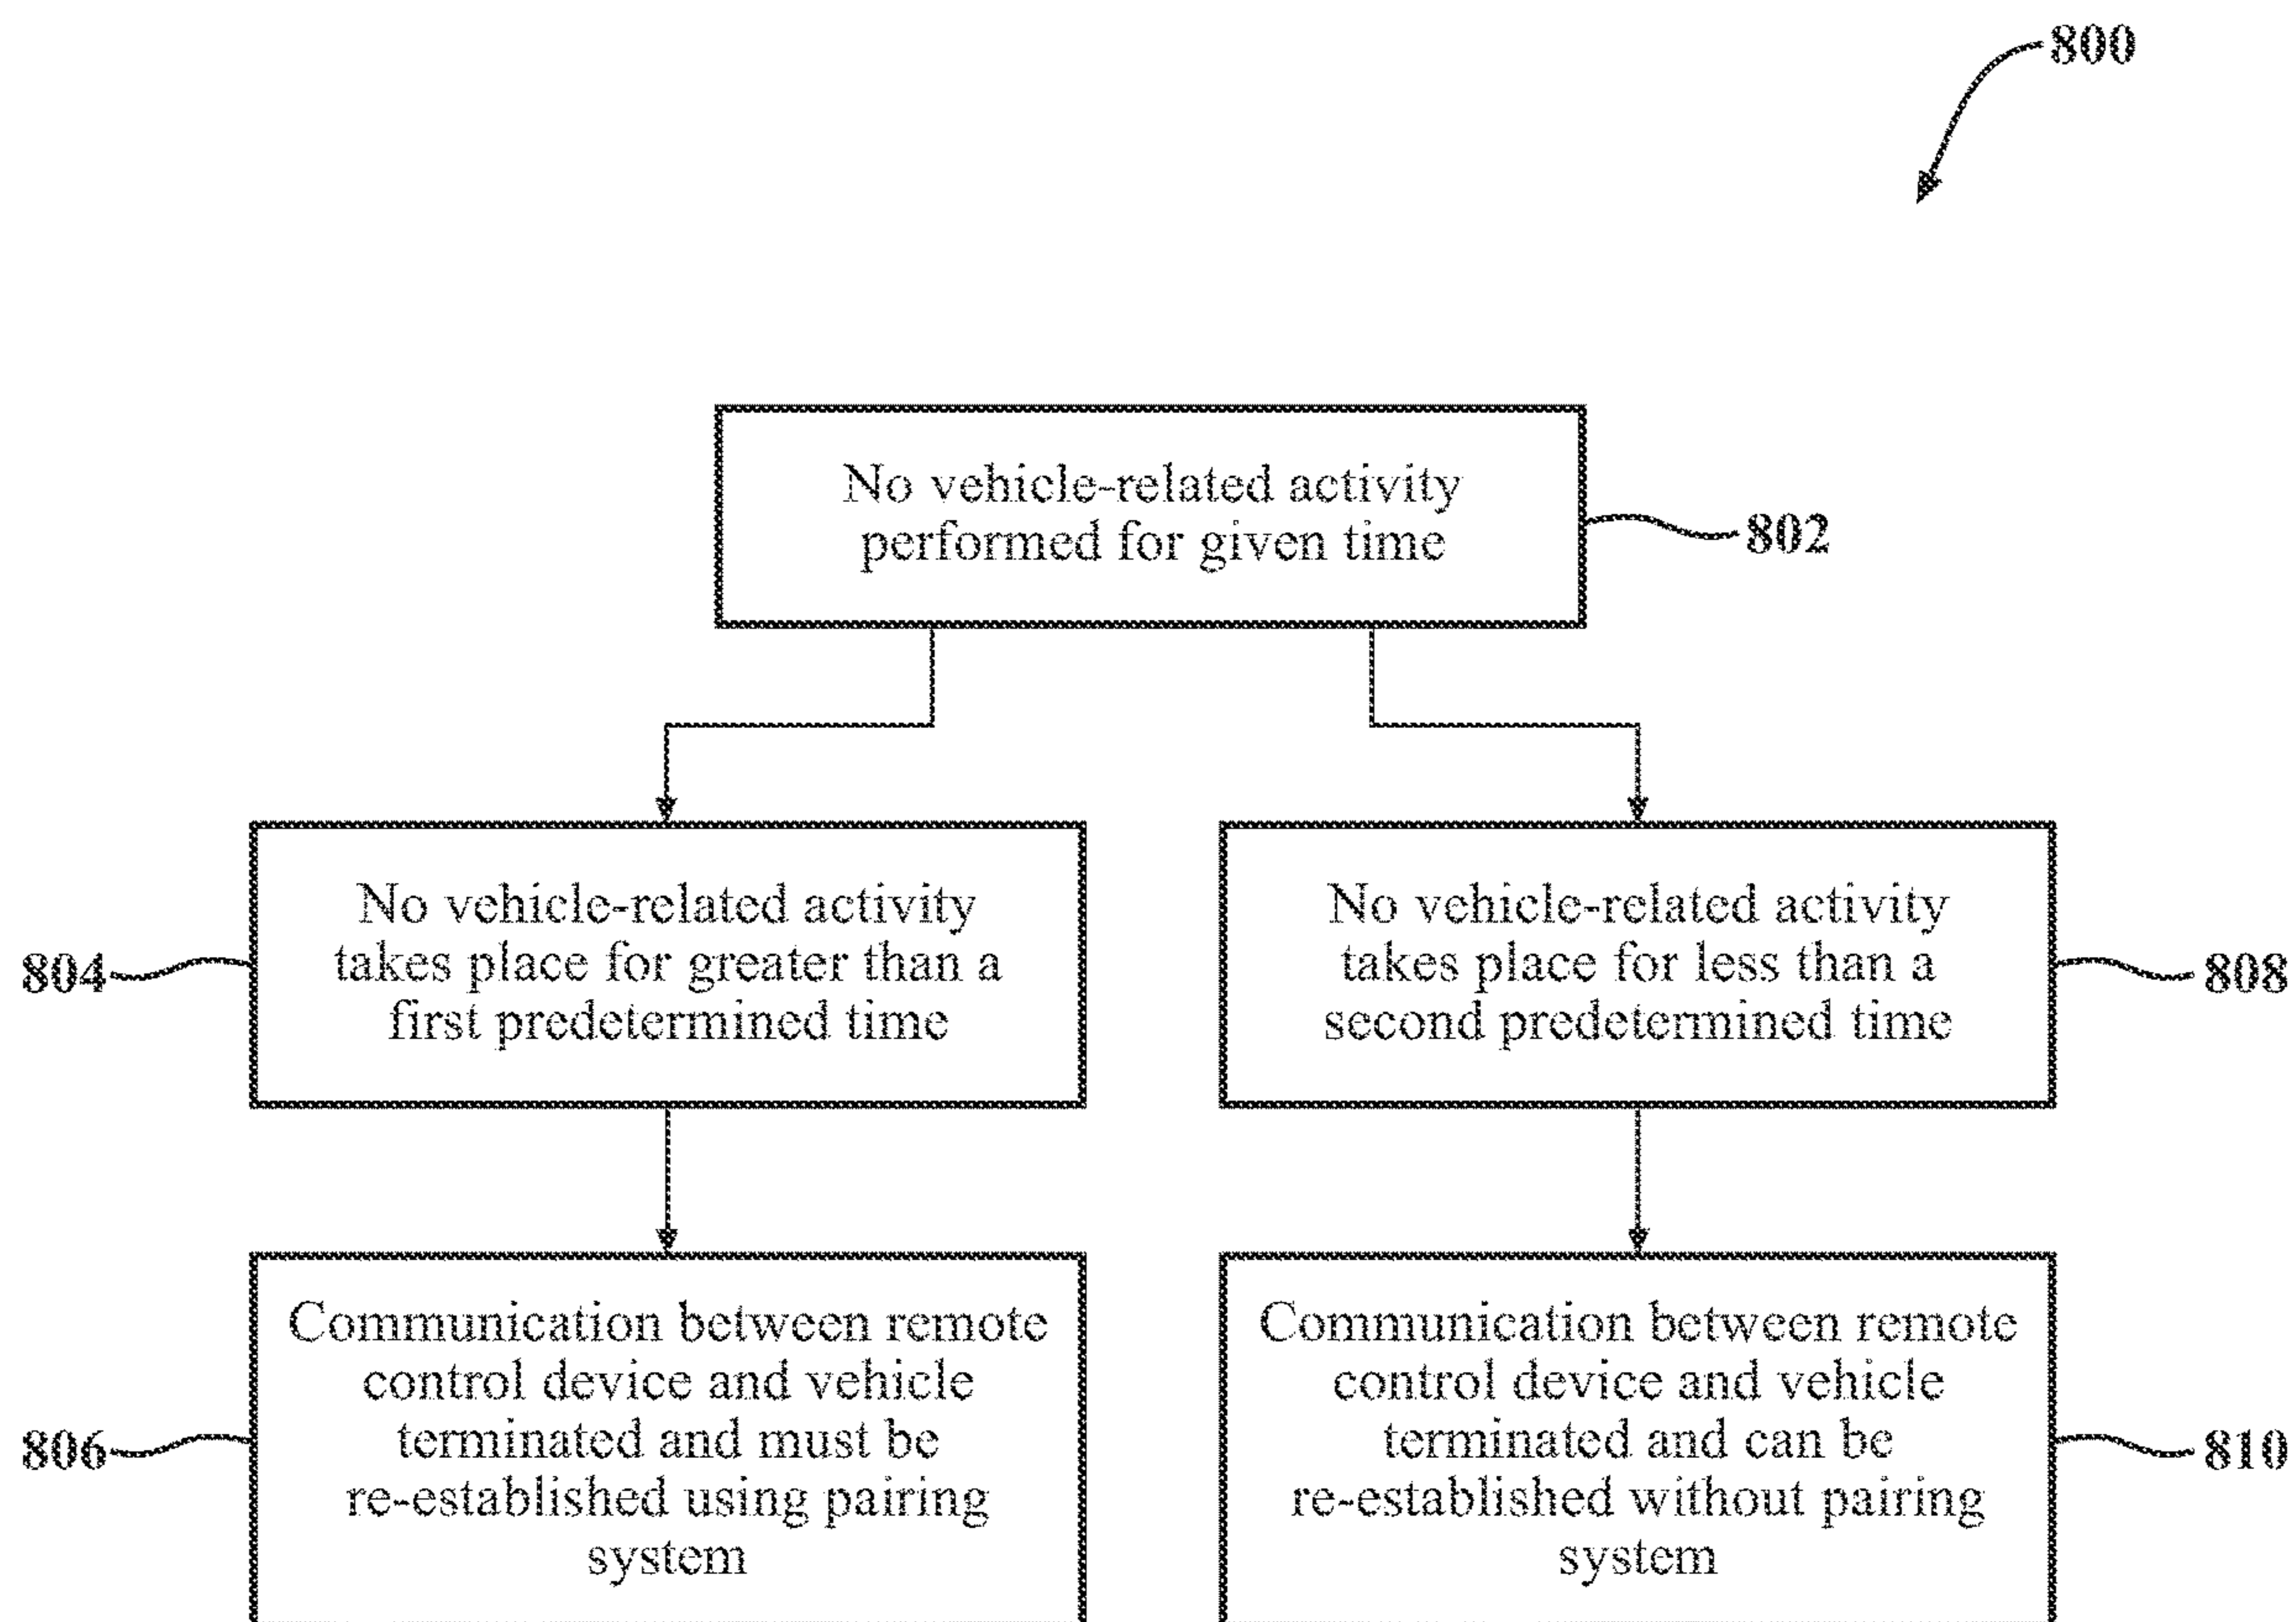 800
No vehicle-related activity
performed for given time
802
No vehicle-related activity
takes place for greater than a
first predetermined time
804
No vehicle-related activity
takes place for less than a
second predetermined time
808
Communication between remote
control device and vehicle
terminated and must be
re-established using pairing
system
806
Communication between remote
control device and vehicle
terminated and can be
re-established without pairing
system
810